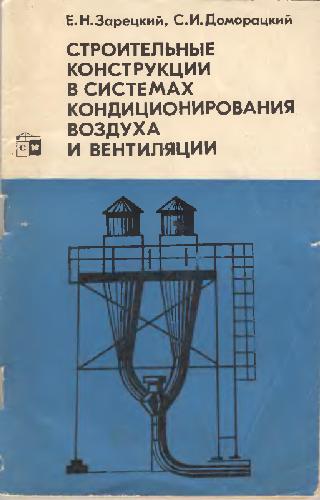 Е.Н.Зарецкий, С.И.Доморацкий
СТРОИТЕЛЬНЫЕ
КОНСТРУКЦИИ
В СИСТЕМАХ
КОНДИЦИОНИРОВАНИЯ
ВОЗДУХА
И ВЕНТИЛЯЦИИ
С И